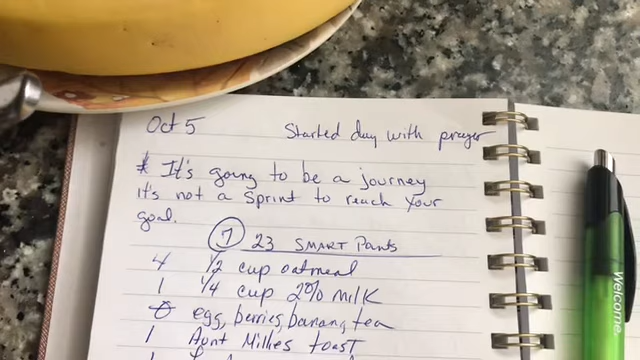 Oct 5 Started day with prayer
* It's going to be a journey
it's not a sprint to reach your
goal.
7 23 SMART Points
4 1/2 cup oatmeal
1 1/4 cup 2% milk
0 egg, berries, banana, tea
1 Aunt Millies toast
1
Welcome.